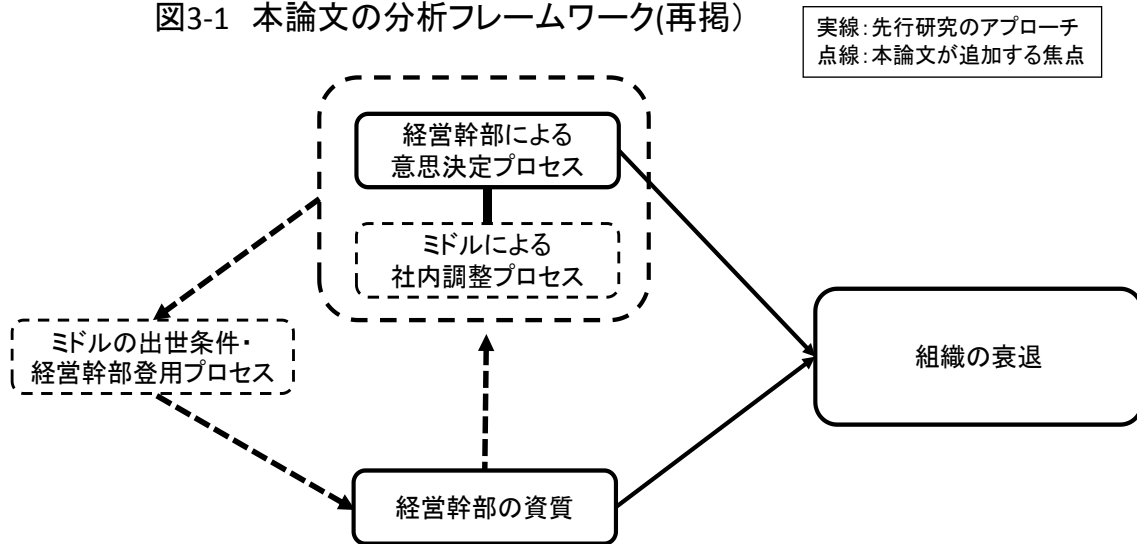 図3-1 本論文の分析フレームワーク(再掲)
実線:先行研究のアプローチ
点線:本論文が追加する焦点
経営幹部による
意思決定プロセス
ミドルによる
社内調整プロセス
ミドルの出世条件・
経営幹部登用プロセス
組織の衰退
経営幹部の資質